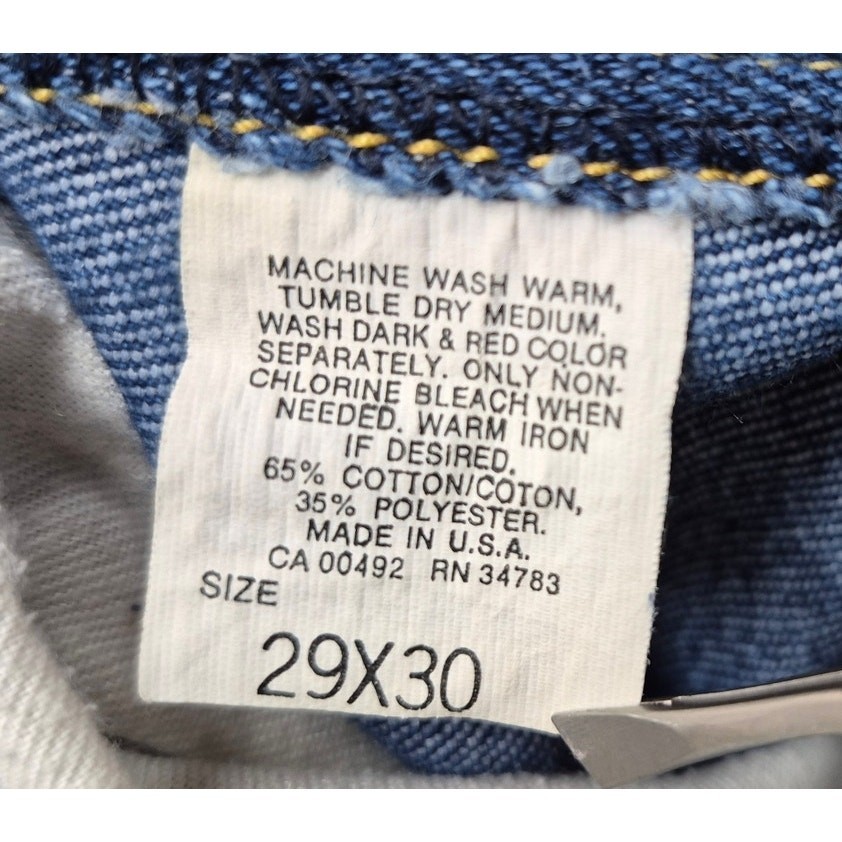 MACHINE WASH WARM,
TUMBLE DRY MEDIUM.
WASH DARK & RED COLOR
SEPARATELY. ONLY NON-
CHLORINE BLEACH WHEN
NEEDED. WARM IRON
IF DESIRED.
65% COTTON/COTON,
35% POLYESTER.
MADE IN U.S.A.
CA 00492 RN 34783
SIZE
29X30